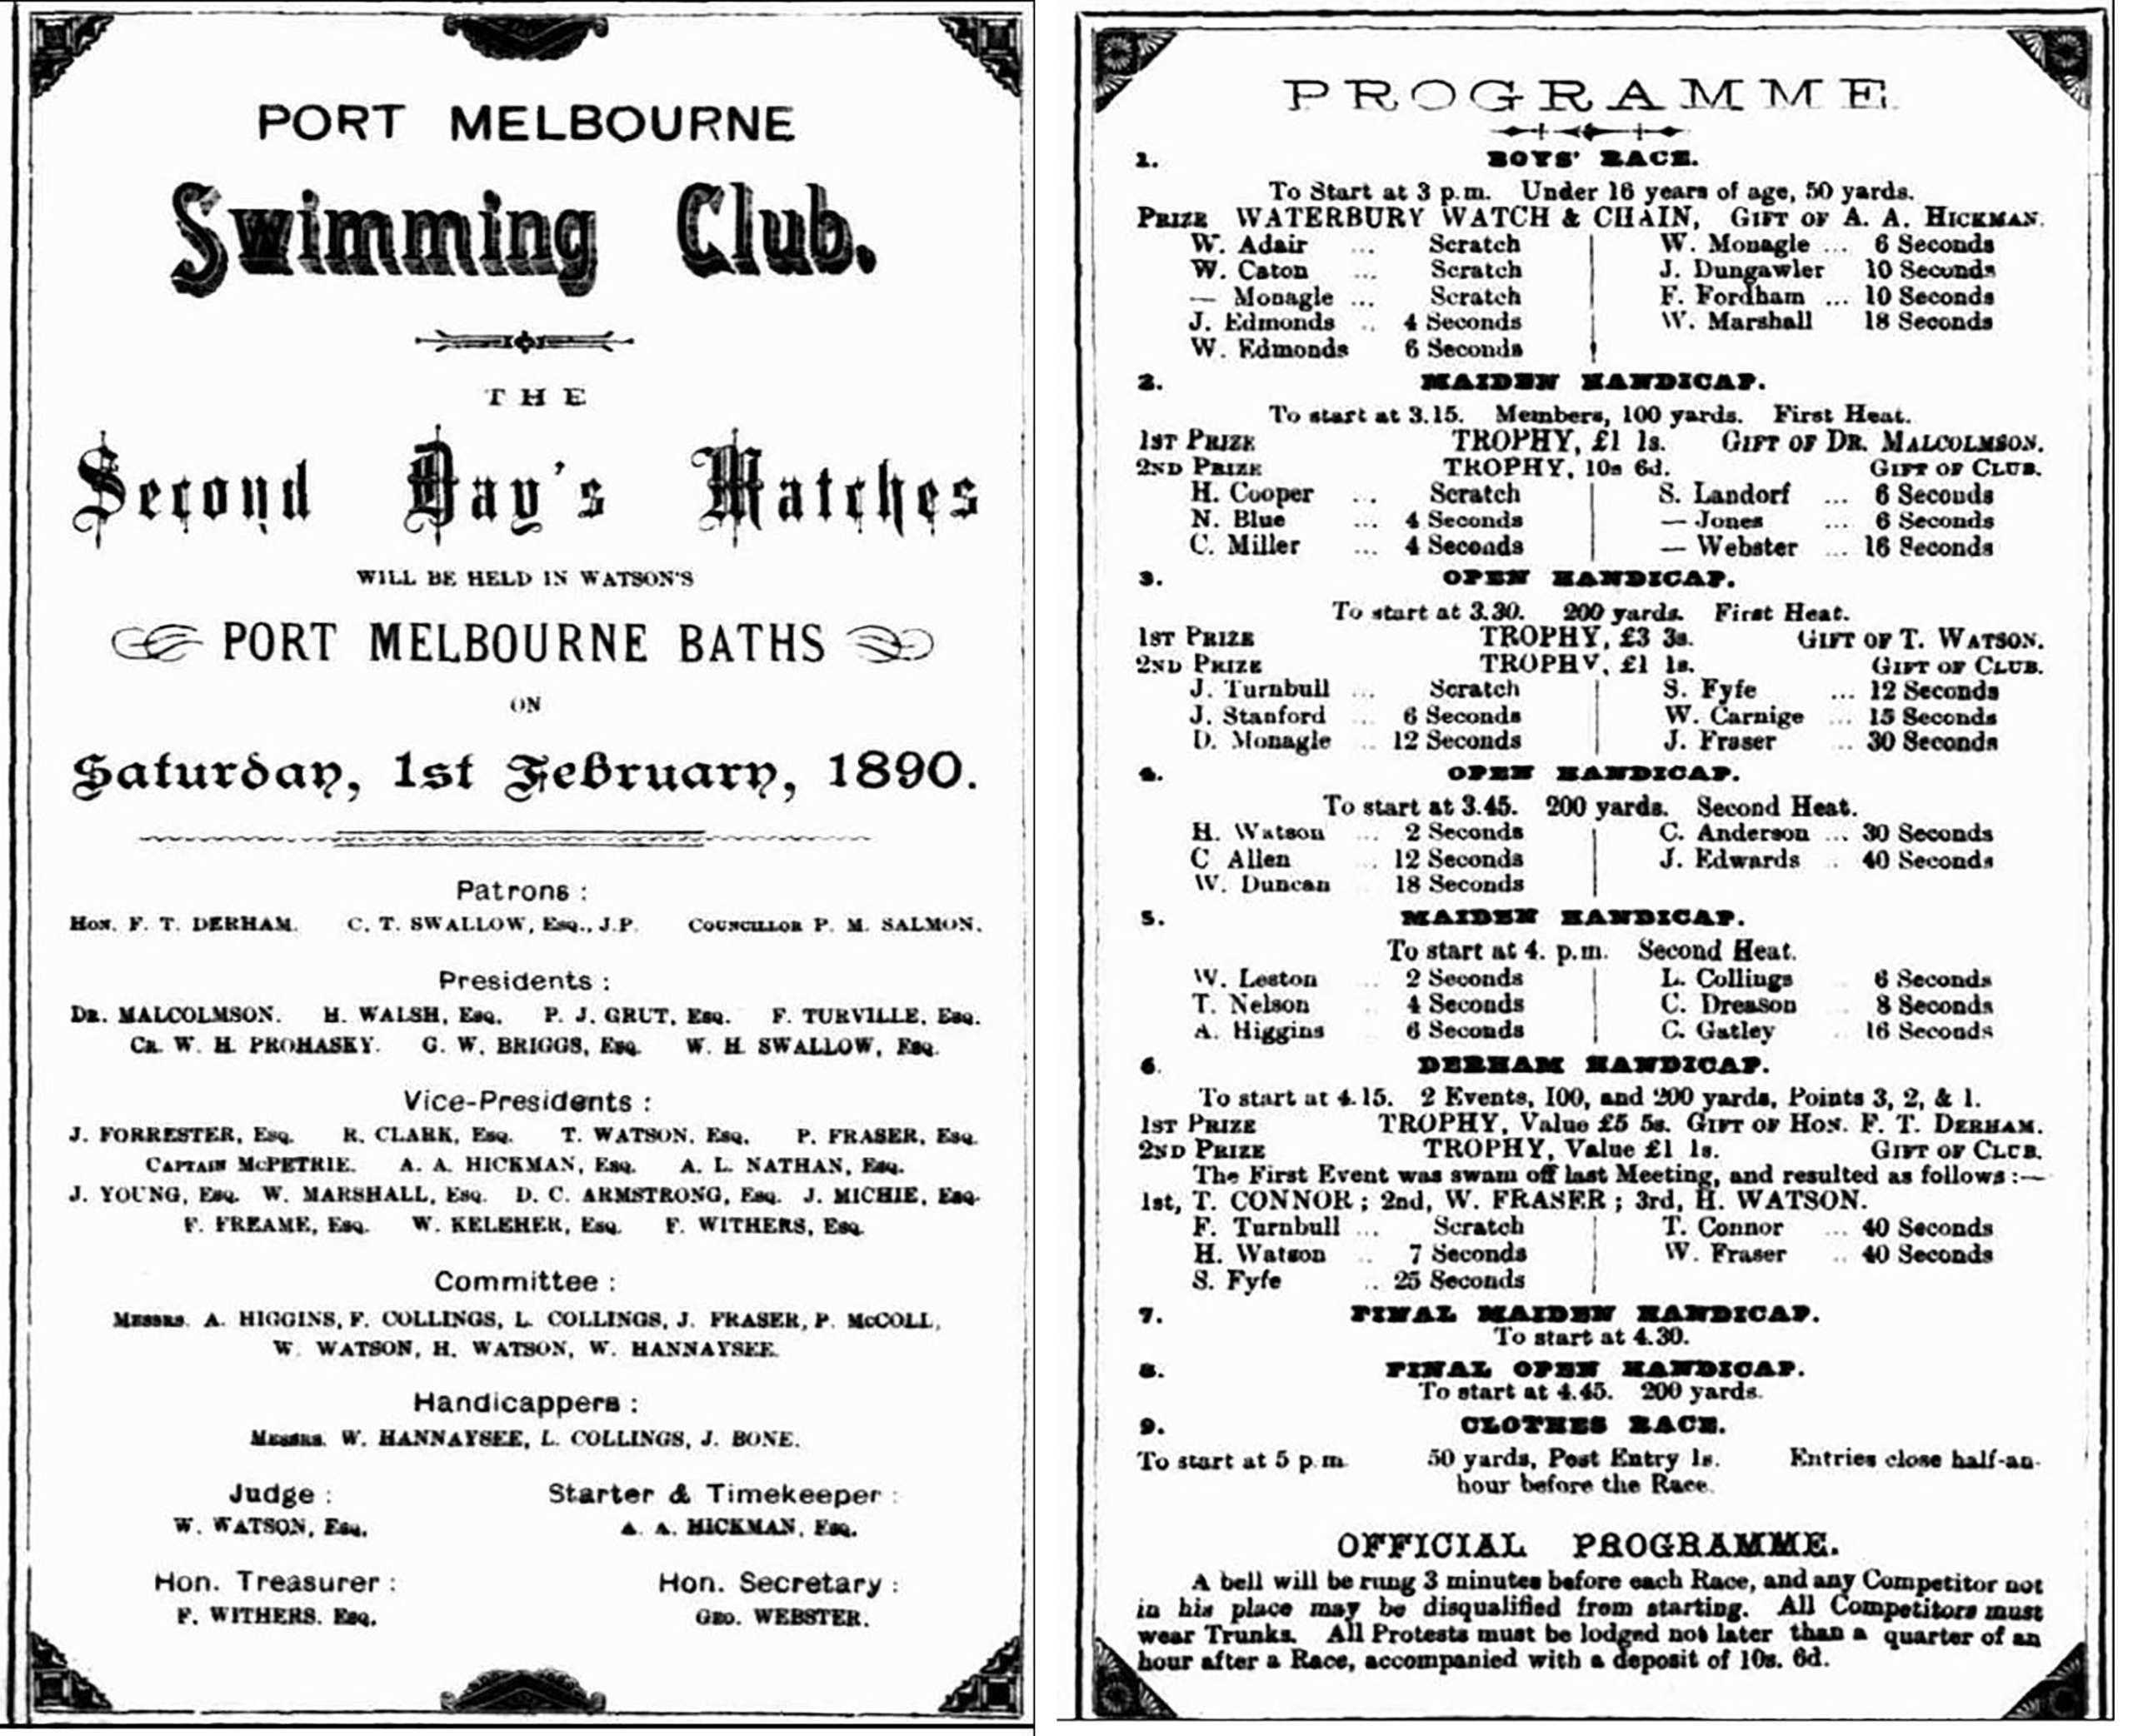 PORT MELBOURNE
Swimming Club.
THE
Second Day's Matches
WILL BE HELD IN WATSON'S
PORT MELBOURNE BATHS
ON
Saturday, 1st February, 1890.
Patrons :
HON. F. T. DERHAM. C. T. SWALLOW, ESQ., J.P. COUNCILLOR P. M. SALMON.
Presidents :
DR. MALCOLMSON. H. WALSH, ESQ. P. J. GRUT, ESQ. F. TURVILLE, ESQ.
CR. W. H. PROHASKY. G. W. BRIGGS, ESQ. W. H. SWALLOW, ESQ.
Vice-Presidents :
J. FORRESTER, ESQ. R. CLARK, ESQ. T. WATSON, ESQ. P. FRASER, ESQ.
CAPTAIN MCPETRIE. A. A. HICKMAN, ESQ. A. L. NATHAN, ESQ.
J. YOUNG, ESQ. W. MARSHALL, ESQ. D. C. ARMSTRONG, ESQ. J. MICHIE, ESQ.
F. FREAME, ESQ. W. KELEHER, ESQ. F. WITHERS, ESQ.
Committee :
MESSRS. A. HIGGINS, F. COLLINGS, L. COLLINGS, J. FRASER, P. McCOLL,
W. WATSON, H. WATSON, W. HANNAYSEE.
Handicappers :
MESSRS. W. HANNAYSEE, L. COLLINGS, J. BONE.
Judge : Starter & Timekeeper :
W. WATSON, ESQ. A. A. HICKMAN, ESQ.
Hon. Treasurer : Hon. Secretary :
F. WITHERS. ESQ. GEO. WEBSTER.
PROGRAMME.
1. BOYS' RACE.
To Start at 3 p.m. Under 16 years of age, 50 yards.
PRIZE WATERBURY WATCH & CHAIN, GIFT OF A. A. HICKMAN.
W. Adair ... Scratch W. Monagle ... 6 Seconds
W. Caton ... Scratch J. Dungawler 10 Seconds
— Monagle ... Scratch F. Fordham ... 10 Seconds
J. Edmonds .. 4 Seconds W. Marshall 18 Seconds
W. Edmonds 6 Seconds
2. MAIDEN HANDICAP.
To start at 3.15. Members, 100 yards. First Heat.
1ST PRIZE TROPHY, £1 1s. GIFT OF DR. MALCOLMSON.
2ND PRIZE TROPHY, 10s 6d. GIFT OF CLUB.
H. Cooper ... Scratch S. Landorf ... 6 Seconds
N. Blue ... 4 Seconds — Jones ... 6 Seconds
C. Miller ... 4 Seconds — Webster ... 16 Seconds
3. OPEN HANDICAP.
To start at 3.30. 200 yards. First Heat.
1ST PRIZE TROPHY, £3 3s. GIFT OF T. WATSON.
2ND PRIZE TROPHY, £1 1s. GIFT OF CLUB.
J. Turnbull ... Scratch S. Fyfe ... 12 Seconds
J. Stanford ... 6 Seconds W. Carnige ... 15 Seconds
D. Monagle .. 12 Seconds J. Fraser .. 30 Seconds
4. OPEN HANDICAP.
To start at 3.45. 200 yards. Second Heat.
H. Watson ... 2 Seconds C. Anderson ... 30 Seconds
C Allen . 12 Seconds J. Edwards .. 40 Seconds
W. Duncan 18 Seconds
5. MAIDEN HANDICAP.
To start at 4. p.m. Second Heat.
W. Leston .. 2 Seconds L. Collings 6 Seconds
T. Nelson . 4 Seconds C. Dreason 8 Seconds
A. Higgins .. 6 Seconds C. Gatley .. 16 Seconds
6. DERHAM HANDICAP.
To start at 4.15. 2 Events, 100, and 200 yards, Points 3, 2, & 1.
1ST PRIZE TROPHY, Value £5 5s. GIFT OF HON. F. T. DERHAM.
2ND PRIZE TROPHY, Value £1 1s. GIFT OF CLUB.
The First Event was swam off last Meeting, and resulted as follows :—
1st, T. CONNOR ; 2nd, W. FRASER ; 3rd, H. WATSON.
F. Turnbull ... Scratch T. Connor ... 40 Seconds
H. Watson .. 7 Seconds W. Fraser .. 40 Seconds
S. Fyfe .. 25 Seconds
7. FINAL MAIDEN HANDICAP.
To start at 4.30.
8. FINAL OPEN HANDICAP.
To start at 4.45. 200 yards.
9. CLOTHES RACE.
To start at 5 p.m. 50 yards, Post Entry 1s. Entries close half-an-
hour before the Race.
OFFICIAL PROGRAMME.
A bell will be rung 3 minutes before each Race, and any Competitor not
in his place may be disqualified from starting. All Competitors must
wear Trunks. All Protests must be lodged not later than a quarter of an
hour after a Race, accompanied with a deposit of 10s. 6d.